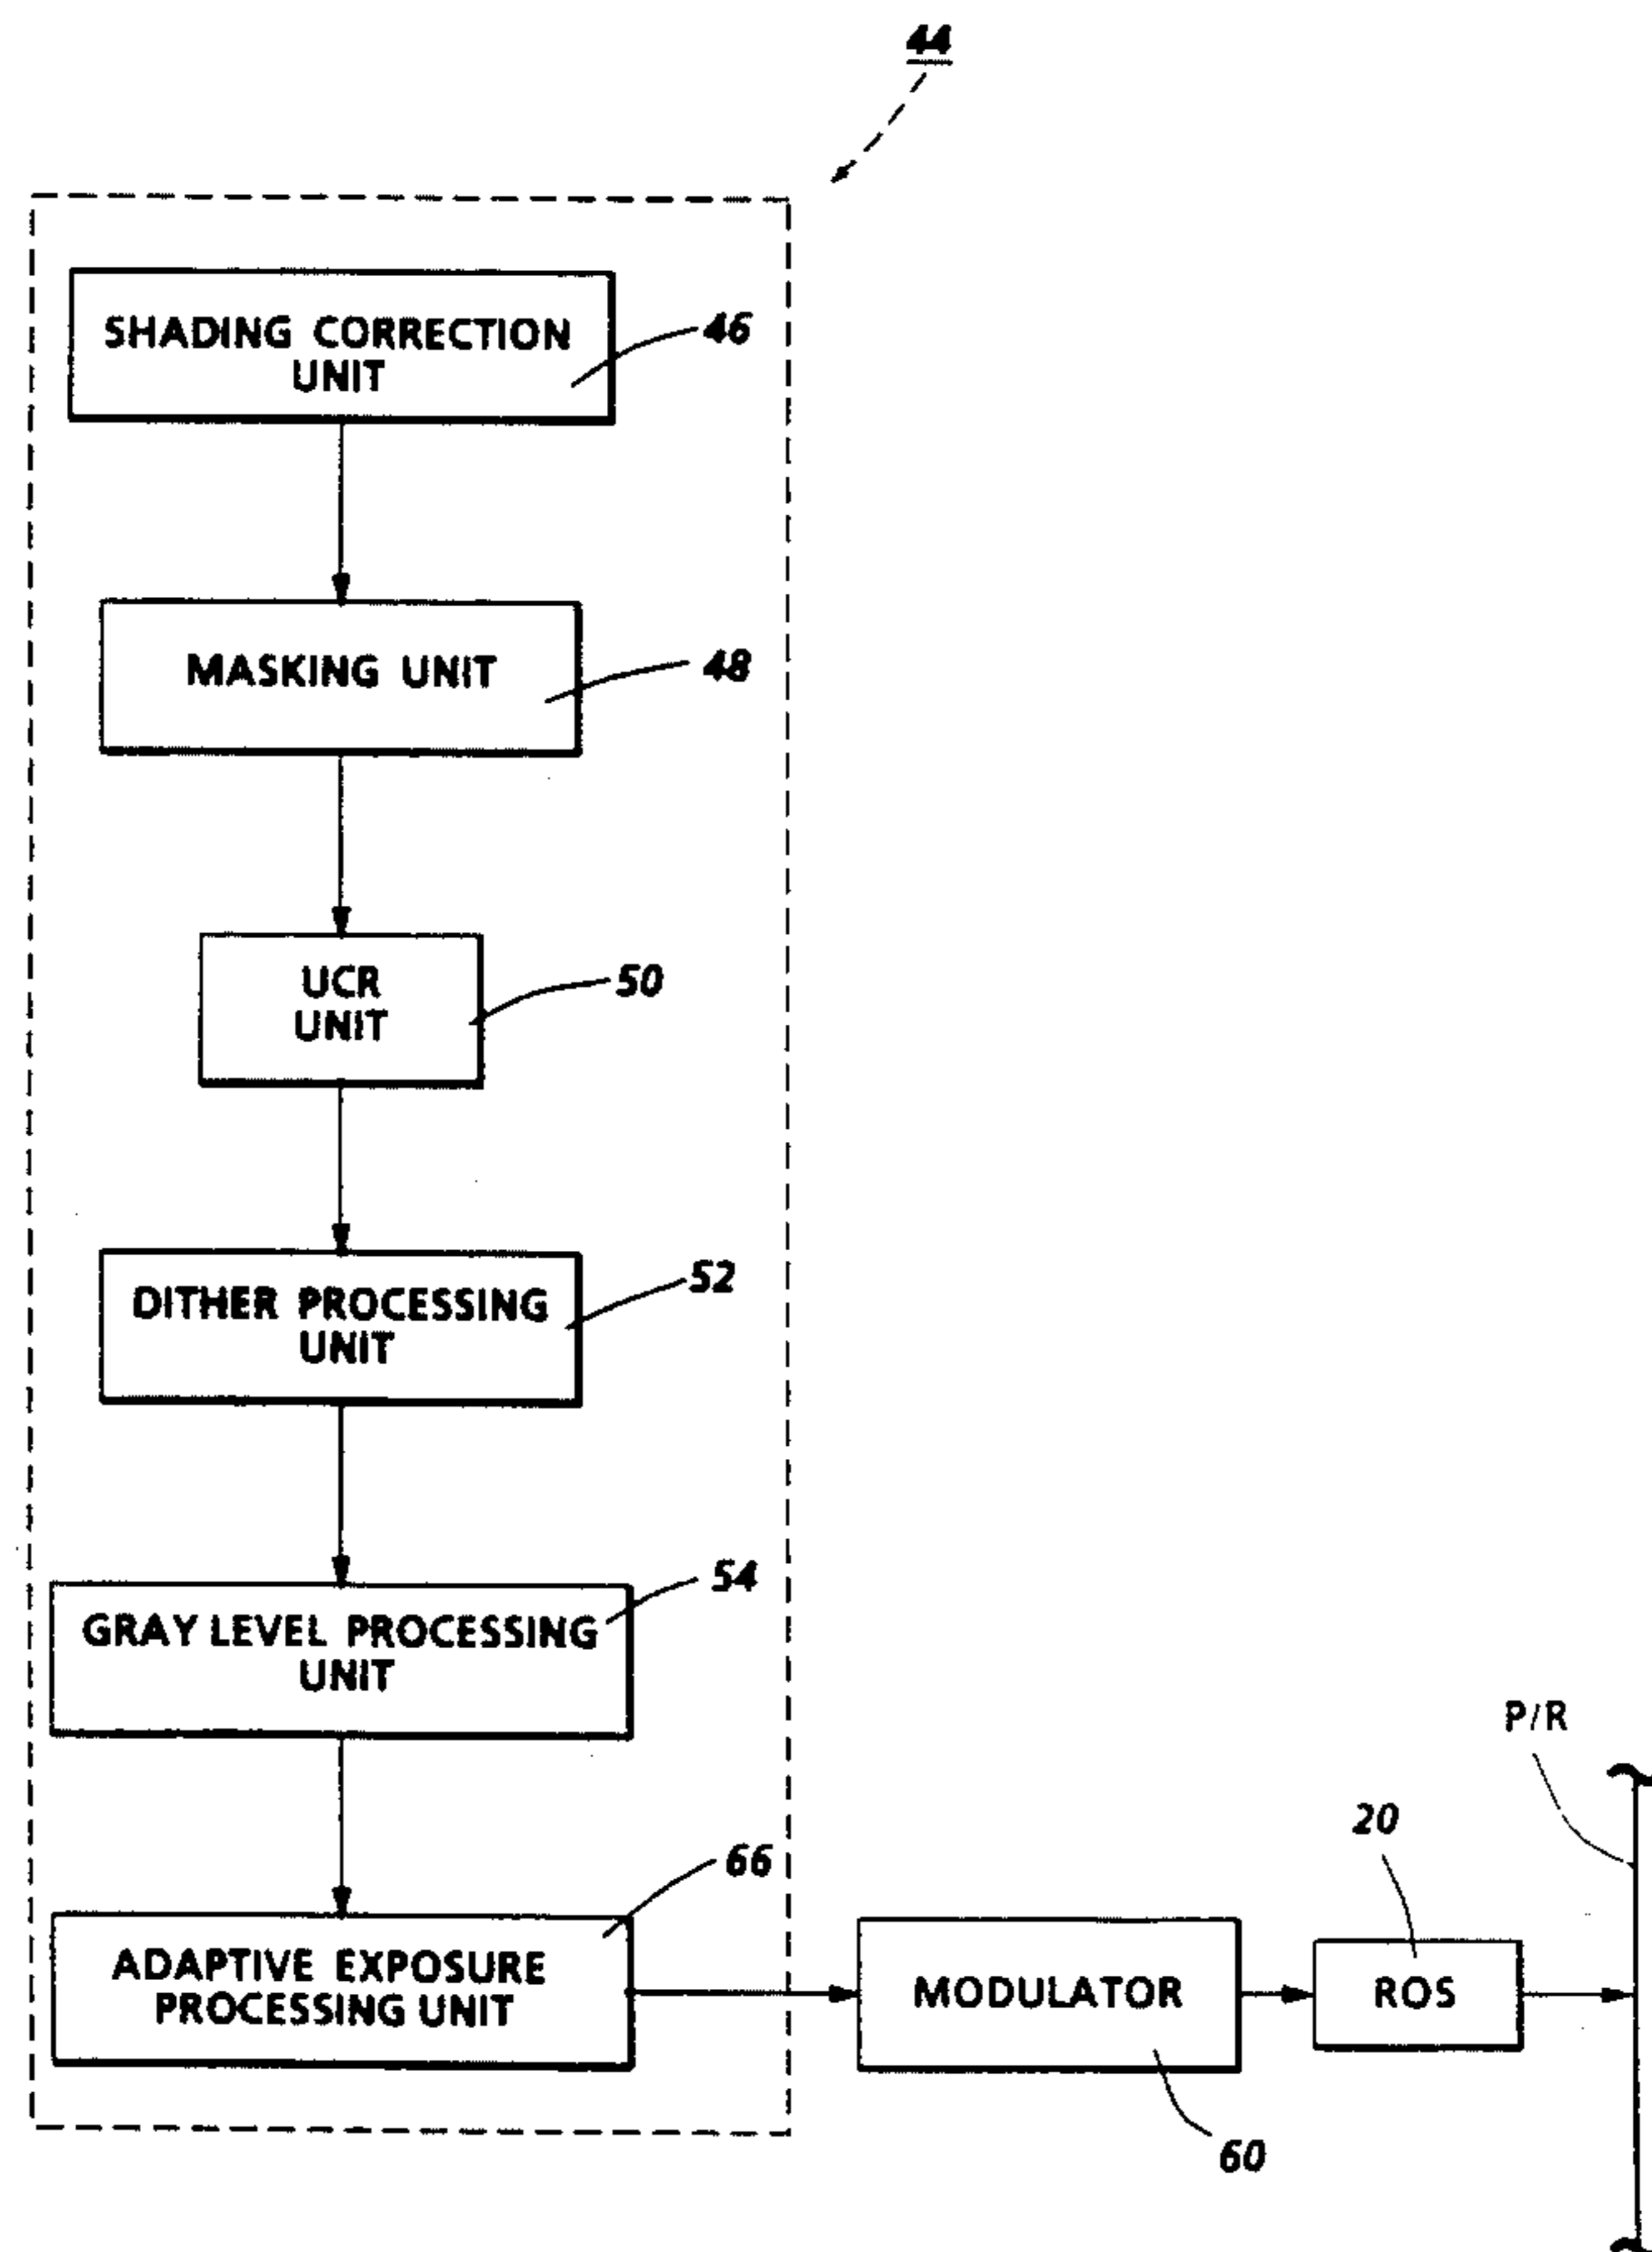 44
SHADING CORRECTION
UNIT
46
MASKING UNIT
48
UCR
UNIT
50
DITHER PROCESSING
UNIT
52
GRAY LEVEL PROCESSING
UNIT
54
ADAPTIVE EXPOSURE
PROCESSING UNIT
66
MODULATOR
60
ROS
20
P/R